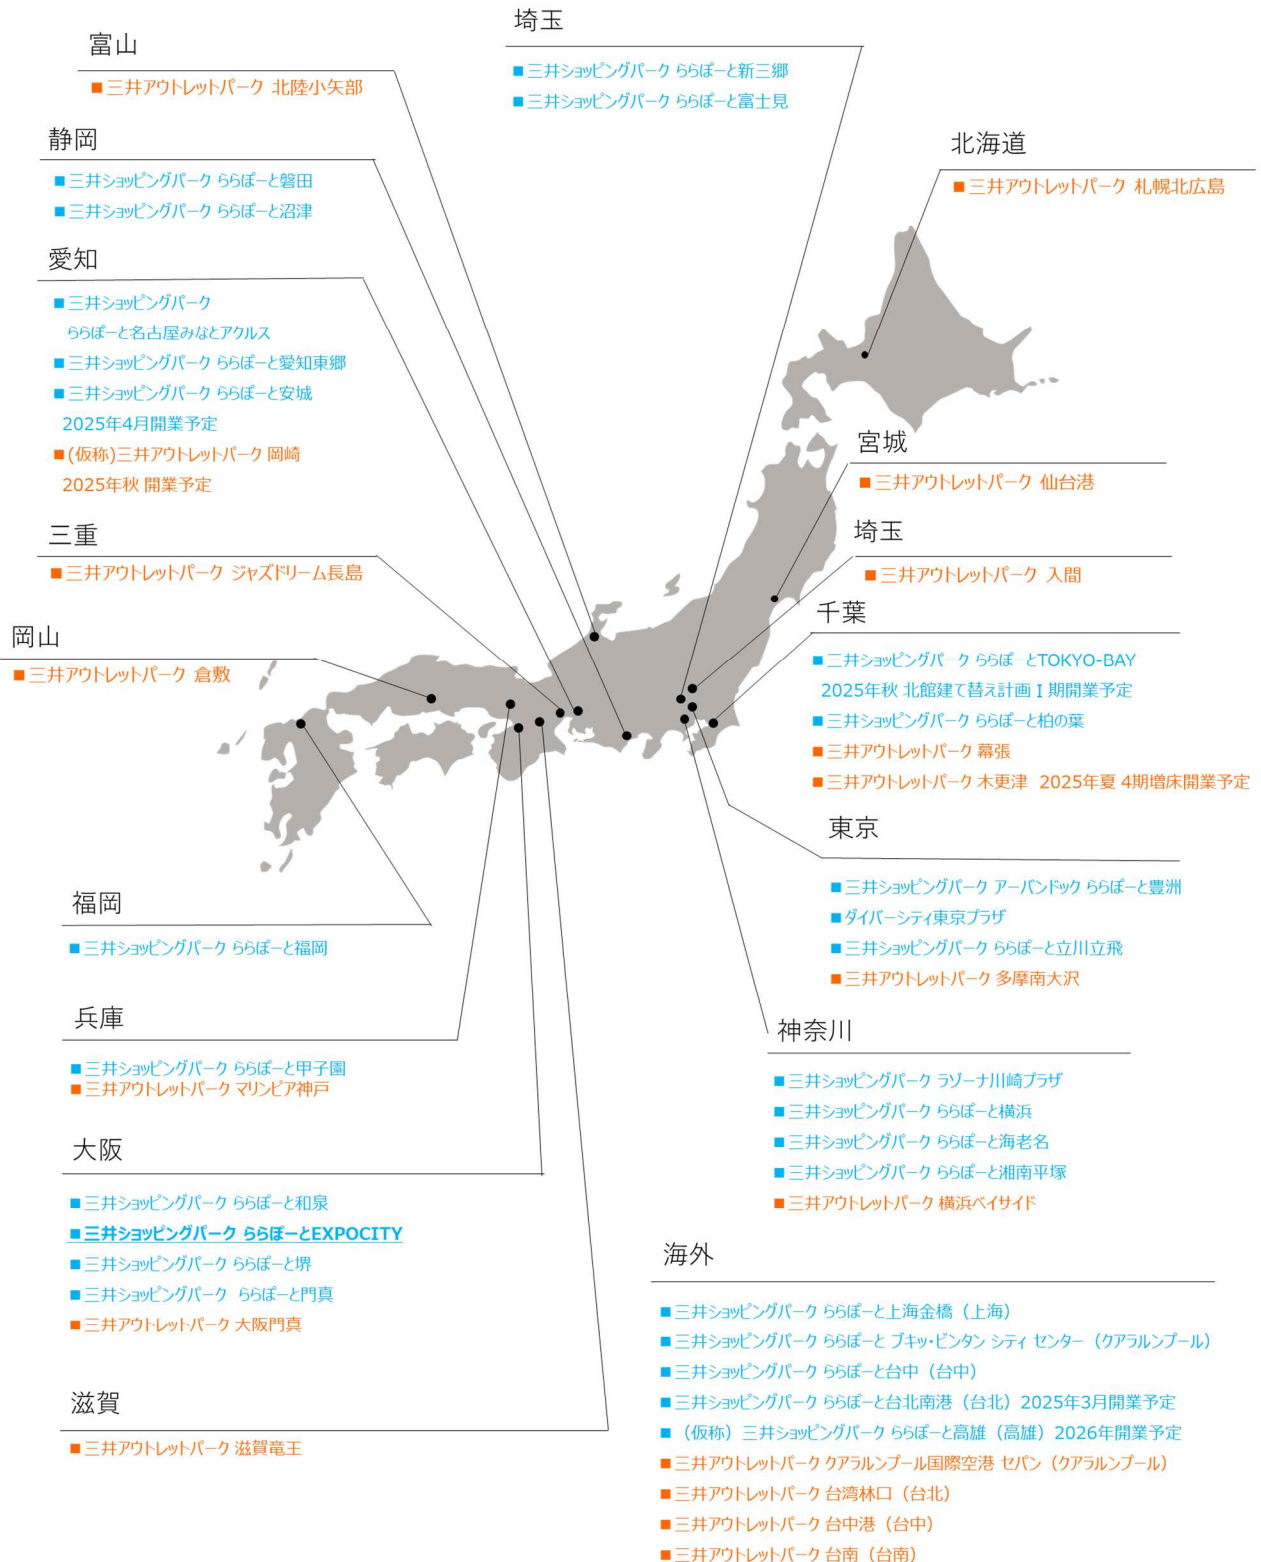 富山
■三井アウトレットパーク 北陸小矢部
静岡
■三井ショッピングパーク ららぽーと磐田
■三井ショッピングパーク ららぽーと沼津
愛知
■三井ショッピングパーク
ららぽーと名古屋みなとアクルス
■三井ショッピングパーク ららぽーと愛知東郷
■三井ショッピングパーク ららぽーと安城
2025年4月開業予定
■(仮称)三井アウトレットパーク 岡崎
2025年秋 開業予定
三重
■三井アウトレットパーク ジャズドリーム長島
岡山
■三井アウトレットパーク 倉敷
福岡
■三井ショッピングパーク ららぽーと福岡
兵庫
■三井ショッピングパーク ららぽーと甲子園
■三井アウトレットパーク マリンピア神戸
大阪
■三井ショッピングパーク ららぽーと和泉
■三井ショッピングパーク ららぽーとEXPOCITY
■三井ショッピングパーク ららぽーと堺
■三井ショッピングパーク ららぽーと門真
■三井アウトレットパーク 大阪門真
滋賀
■三井アウトレットパーク 滋賀竜王
埼玉
■三井ショッピングパーク ららぽーと新三郷
■三井ショッピングパーク ららぽーと富士見
北海道
■三井アウトレットパーク 札幌北広島
宮城
■三井アウトレットパーク 仙台港
埼玉
■三井アウトレットパーク 入間
千葉
■三井ショッピングパーク ららぽーとTOKYO-BAY
2025年秋 北館建て替え計画Ⅰ期開業予定
■三井ショッピングパーク ららぽーと柏の葉
■三井アウトレットパーク 幕張
■三井アウトレットパーク 木更津 2025年夏 4期増床開業予定
東京
■三井ショッピングパーク アーバンドック ららぽーと豊洲
■ダイバーシティ東京プラザ
■三井ショッピングパーク ららぽーと立川立飛
■三井アウトレットパーク 多摩南大沢
神奈川
■三井ショッピングパーク ラゾーナ川崎プラザ
■三井ショッピングパーク ららぽーと横浜
■三井ショッピングパーク ららぽーと海老名
■三井ショッピングパーク ららぽーと湘南平塚
■三井アウトレットパーク 横浜ベイサイド
海外
■三井ショッピングパーク ららぽーと上海金橋（上海）
■三井ショッピングパーク ららぽーと ブキッ・ビンタン シティ センター（クアラルンプール）
■三井ショッピングパーク ららぽーと台中（台中）
■三井ショッピングパーク ららぽーと台北南港（台北）2025年3月開業予定
■（仮称）三井ショッピングパーク ららぽーと高雄（高雄）2026年開業予定
■三井アウトレットパーク クアラルンプール国際空港 セパン（クアラルンプール）
■三井アウトレットパーク 台湾林口（台北）
■三井アウトレットパーク 台中港（台中）
■三井アウトレットパーク 台南（台南）